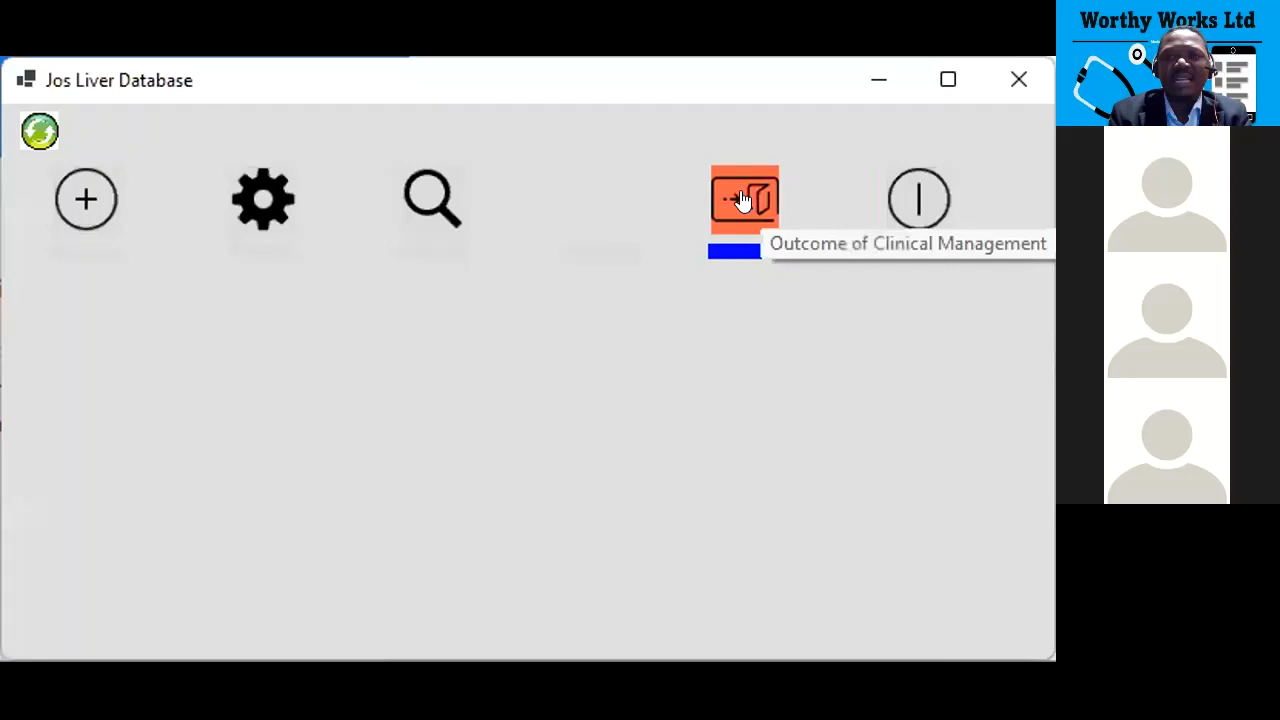 Jos Liver Database
Worthy Works Ltd
Outcome of Clinical Management